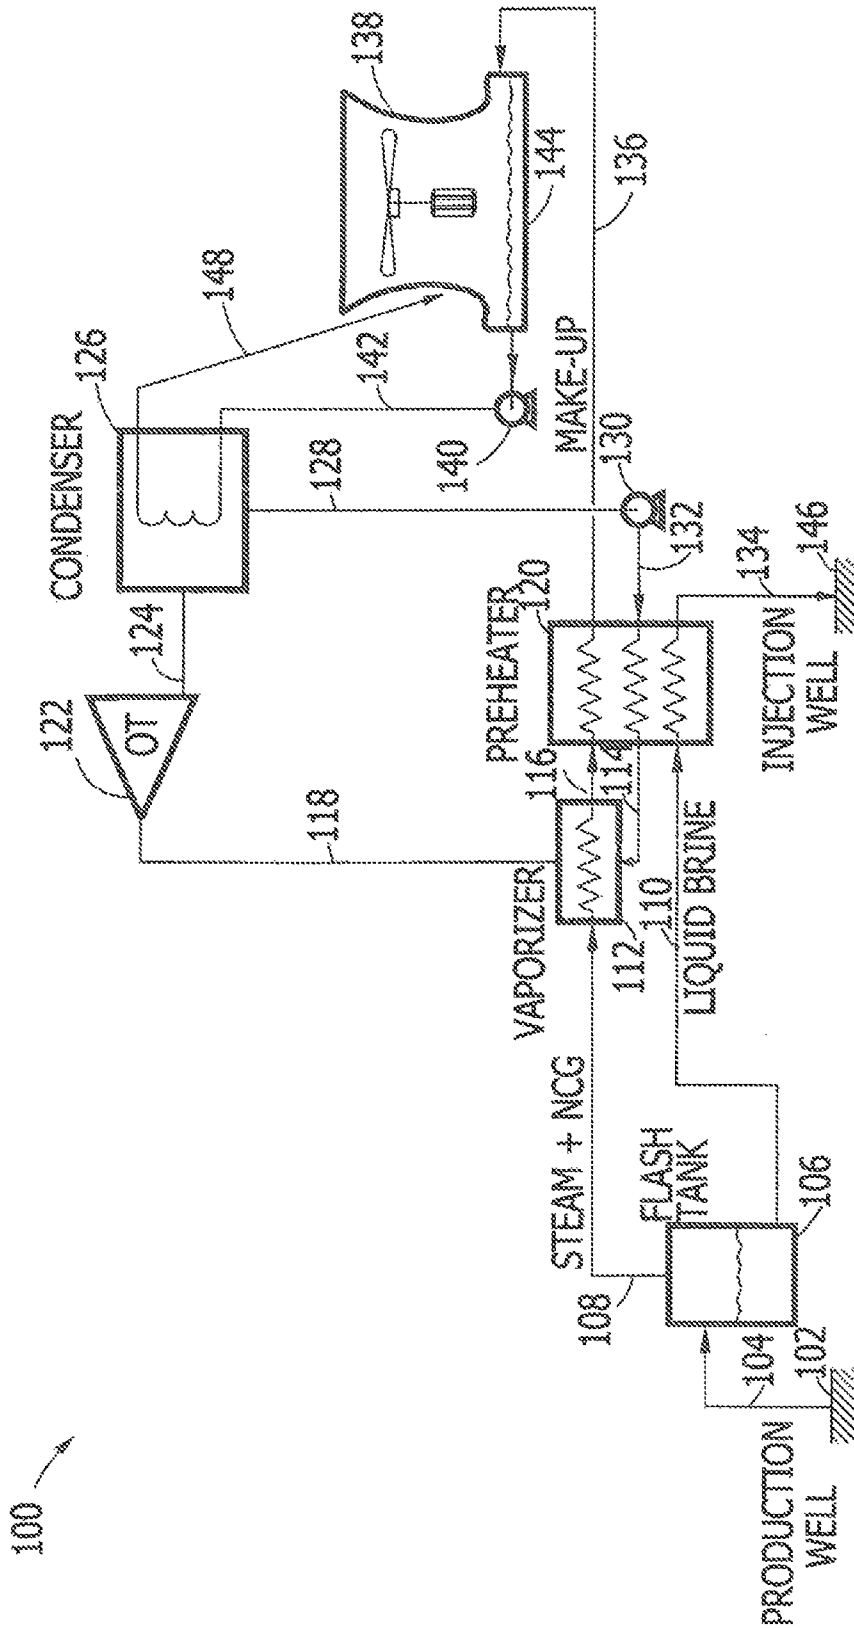 100
PRODUCTION
WELL
102
104
106
FLASH
TANK
108
STEAM + NCG
110
LIQUID BRINE
VAPORIZER
112
114
116
118
PREHEATER
120
122
OT
124
CONDENSER
126
128
130
132
INJECTION
WELL
134
146
MAKE-UP
136
138
140
142
144
148